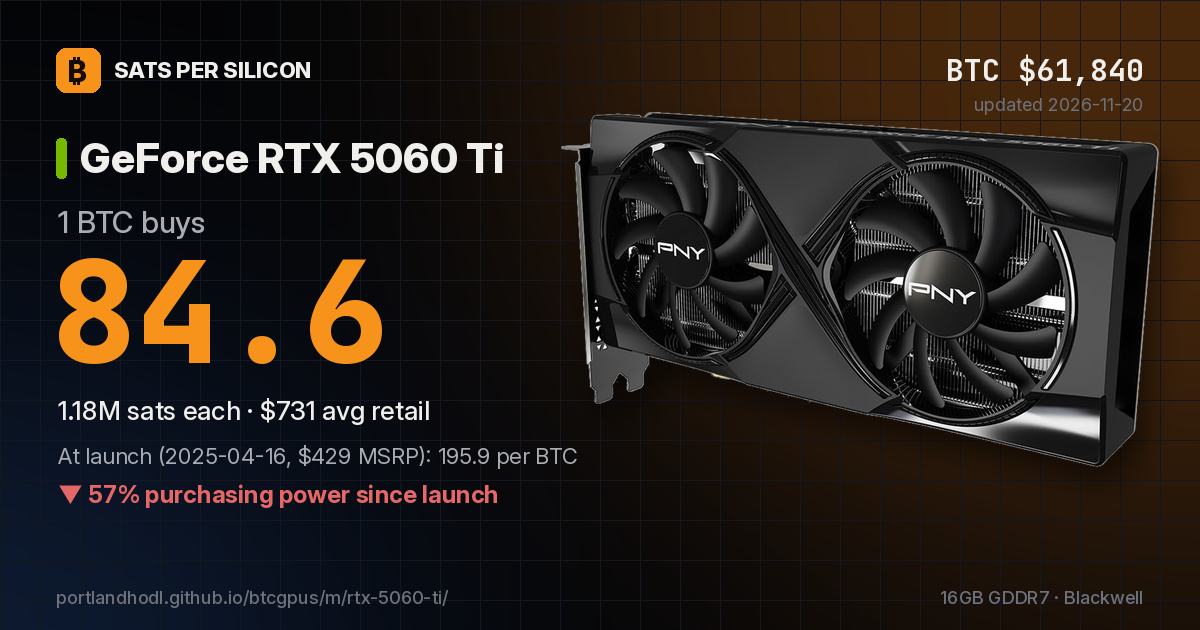 ₿ SATS PER SILICON
BTC $61,840
updated 2026-11-20
GeForce RTX 5060 Ti
1 BTC buys
84.6
1.18M sats each · $731 avg retail
At launch (2025-04-16, $429 MSRP): 195.9 per BTC
▼ 57% purchasing power since launch
PNY
PNY
portlandhodl.github.io/btcgpus/m/rtx-5060-ti/
16GB GDDR7 · Blackwell